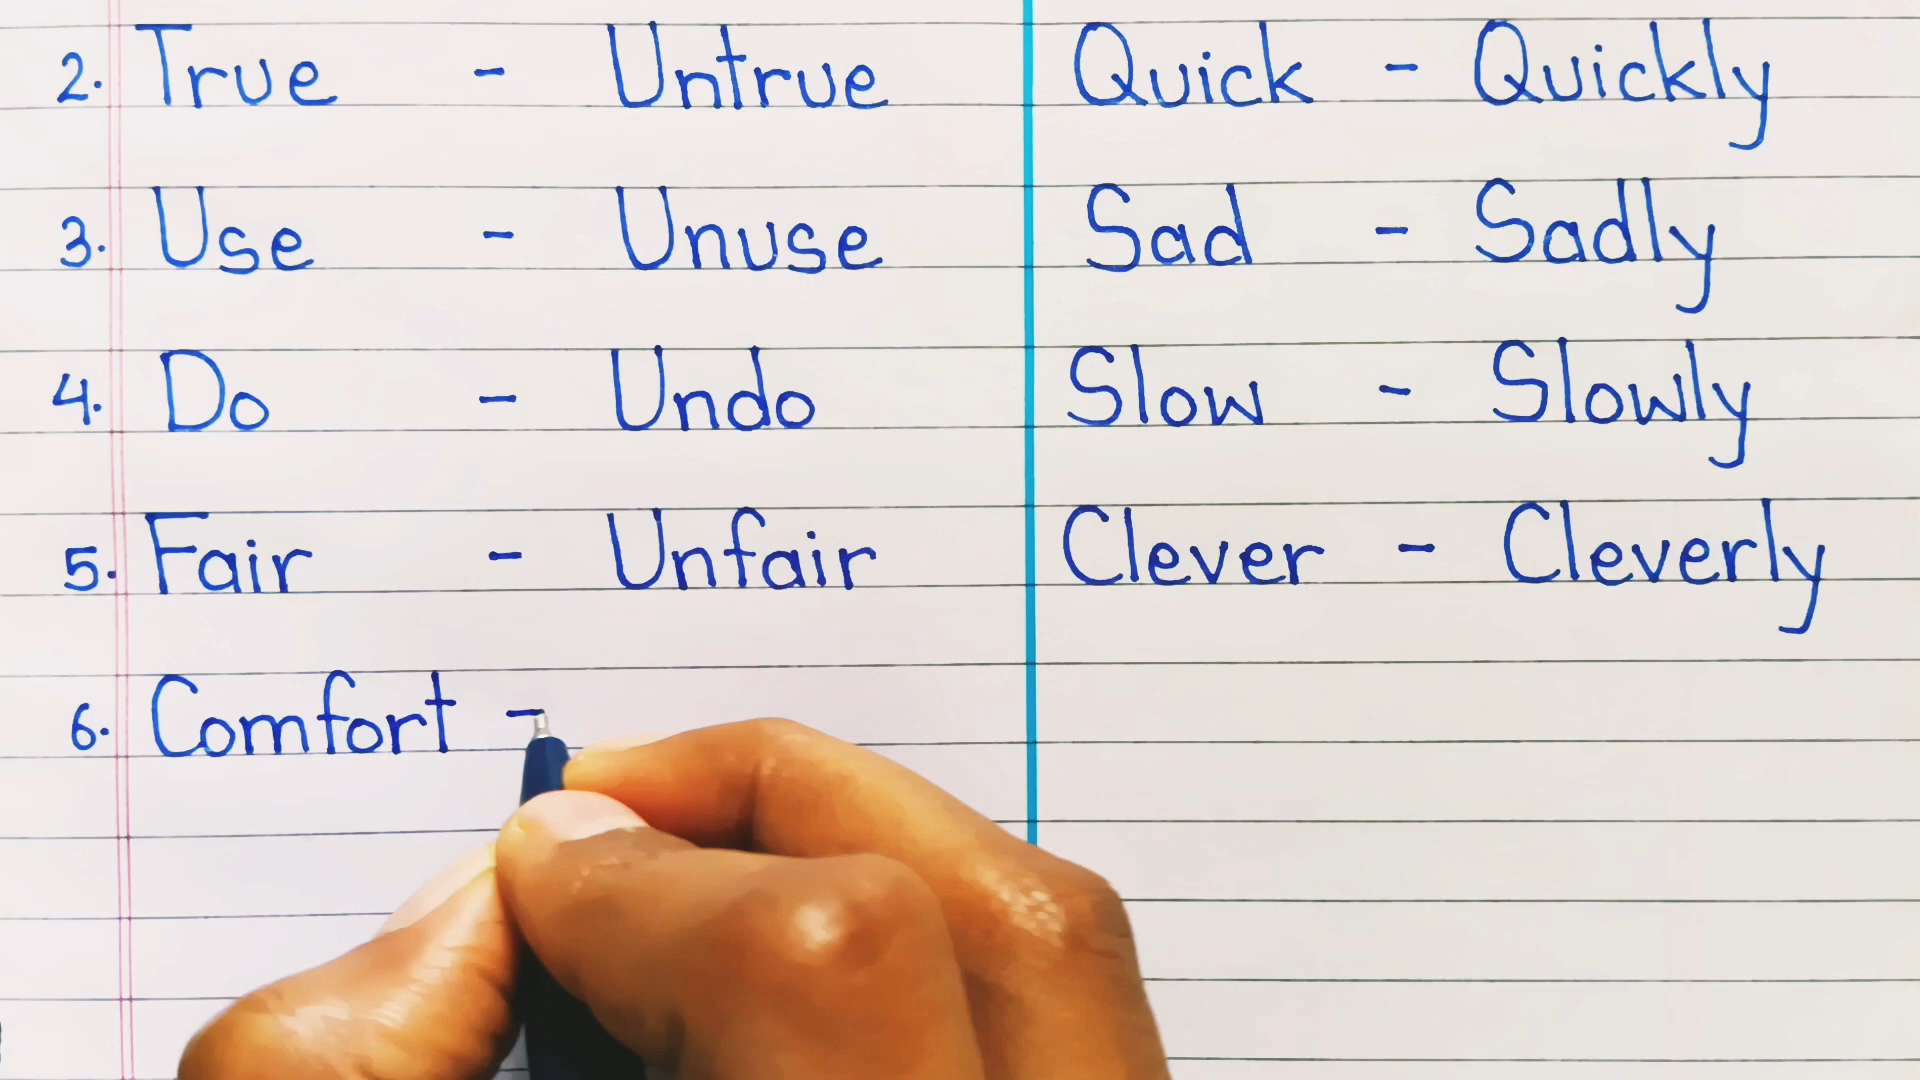 2. True - Untrue Quick - Quickly
3. Use - Unuse Sad - Sadly
4. Do - Undo Slow - Slowly
5. Fair - Unfair Clever - Cleverly
6. Comfort -